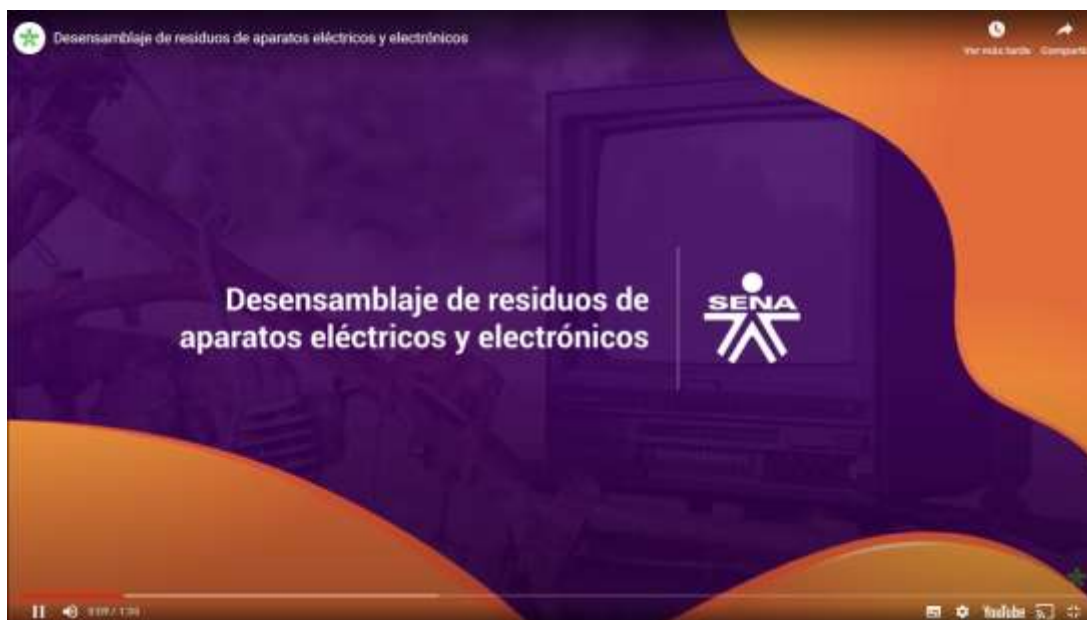 Desensamblaje de residuos de aparatos eléctricos y electrónicos
Ver más tarde
Desensamblaje de residuos de
aparatos eléctricos y electrónicos
SENA
YouTube